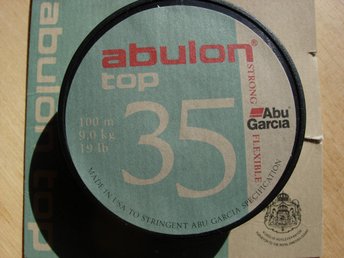 abulon®
top
35
100 m
9,0 kg
19 lb
STRONG
FLEXIBLE
Abu
Garcia
MADE IN USA TO STRINGENT ABU GARCIA SPECIFICATION
abulon top